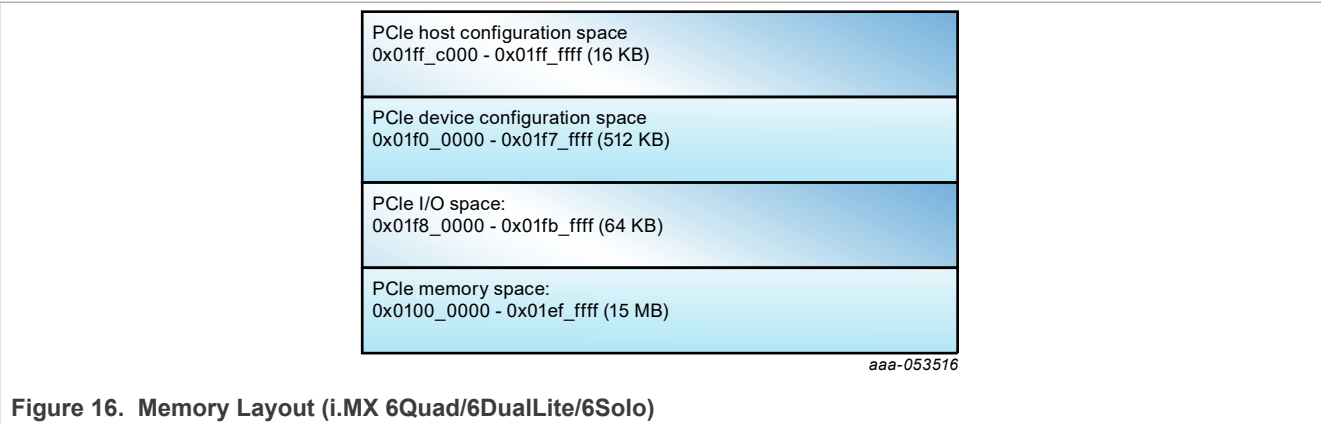 PCIe host configuration space
0x01ff_c000 - 0x01ff_ffff (16 KB)
PCIe device configuration space
0x01f0_0000 - 0x01f7_ffff (512 KB)
PCIe I/O space:
0x01f8_0000 - 0x01fb_ffff (64 KB)
PCIe memory space:
0x0100_0000 - 0x01ef_ffff (15 MB)
aaa-053516
Figure 16. Memory Layout (i.MX 6Quad/6DualLite/6Solo)